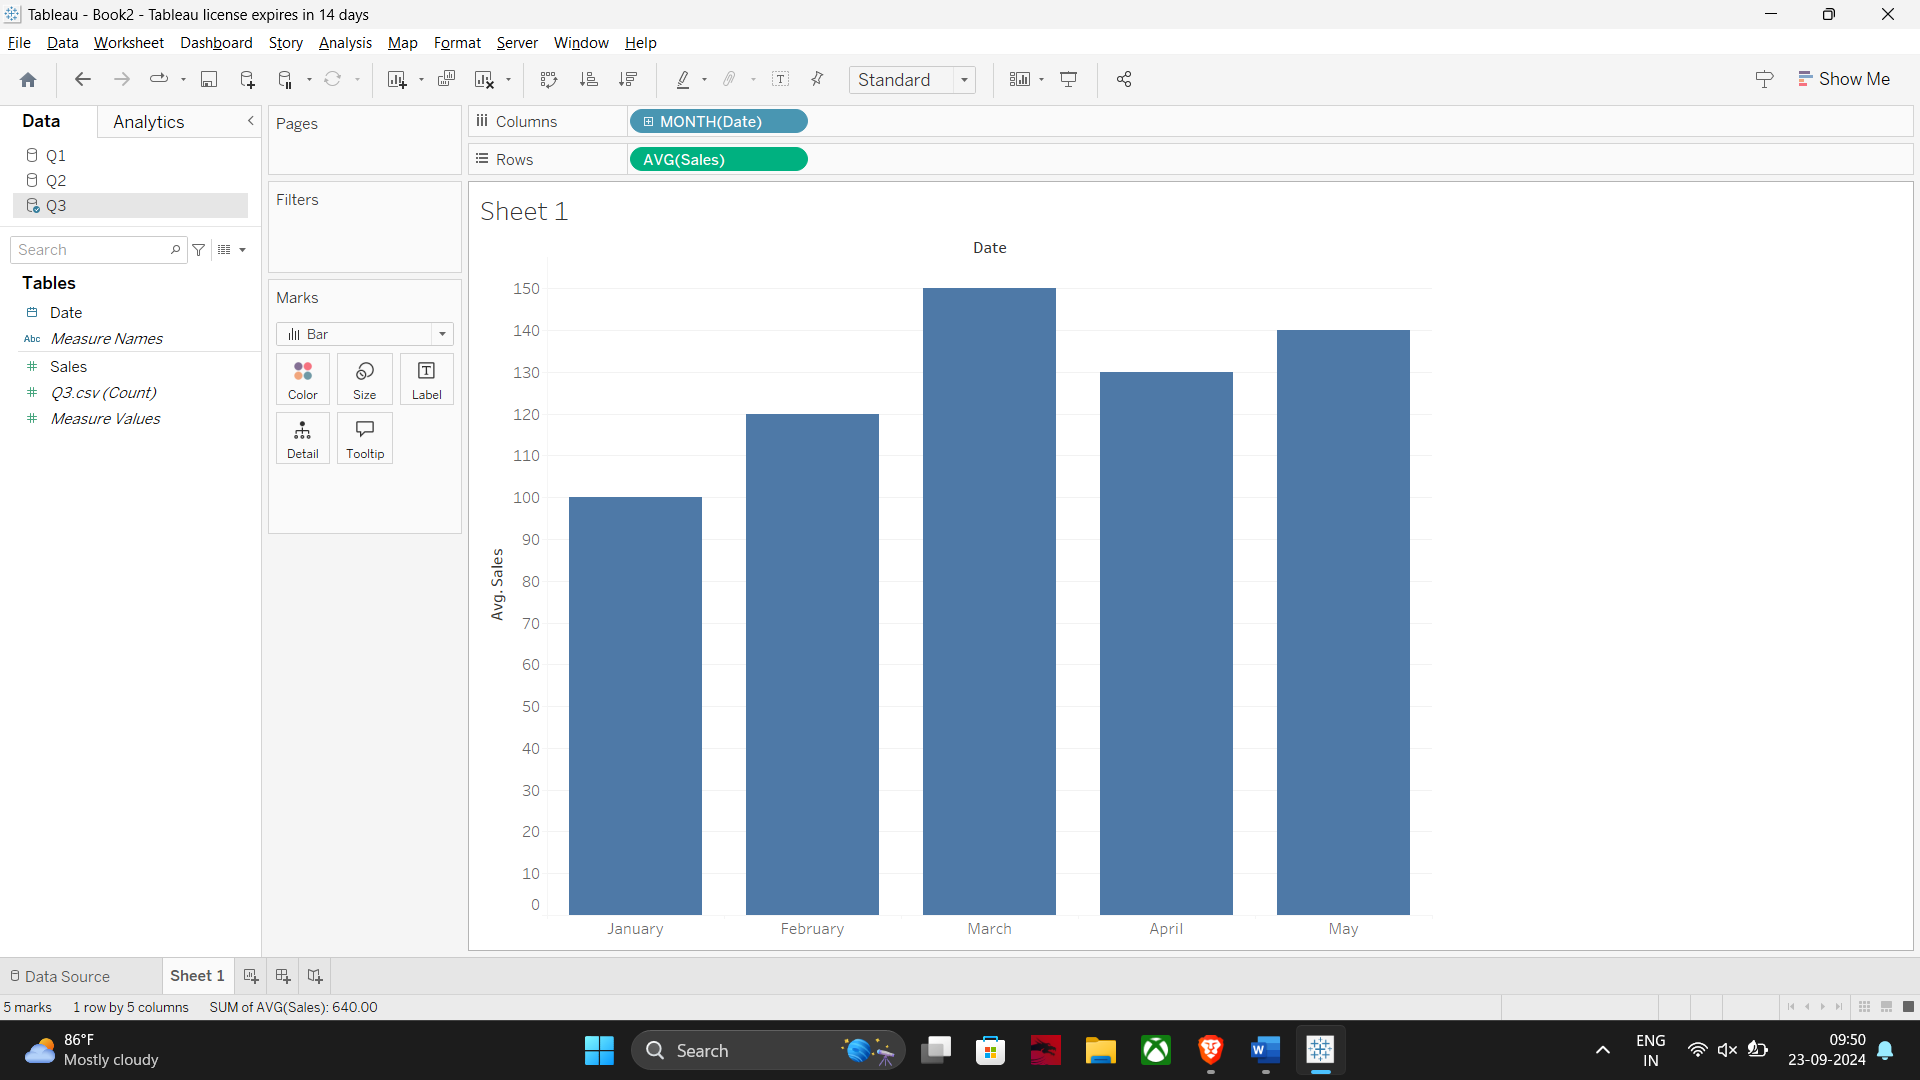 Tableau - Book2 - Tableau license expires in 14 days
File Data Worksheet Dashboard Story Analysis Map Format Server Window Help
Standard
Show Me
Data Analytics
Q1
Q2
Q3
Search
Tables
Date
Abc Measure Names
Sales
Q3.csv (Count)
Measure Values
Pages
Filters
Marks
Bar
Color Size Label
Detail Tooltip
Columns MONTH(Date)
Rows AVG(Sales)
Sheet 1
Date
150
140
130
120
110
100
90
80
70
60
50
40
30
20
10
0
Avg. Sales
January February March April May
Data Source Sheet 1
5 marks 1 row by 5 columns SUM of AVG(Sales): 640.00
86°F
Mostly cloudy
Search
ENG
IN
09:50
23-09-2024